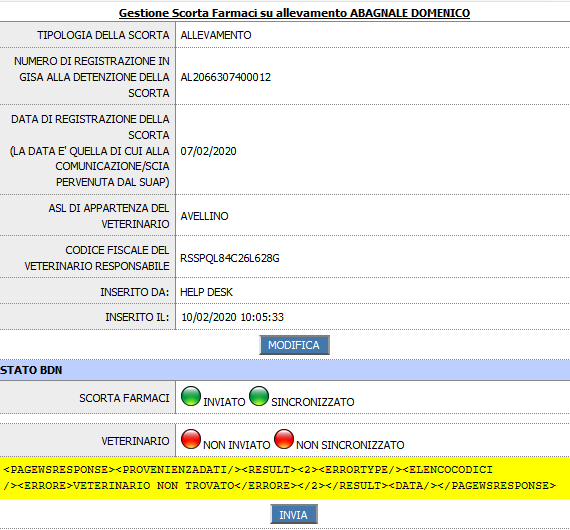 Gestione Scorta Farmaci su allevamento ABAGNALE DOMENICO
TIPOLOGIA DELLA SCORTA ALLEVAMENTO
NUMERO DI REGISTRAZIONE IN
GISA ALLA DETENZIONE DELLA
SCORTA
AL2066307400012
DATA DI REGISTRAZIONE DELLA
SCORTA
(LA DATA E' QUELLA DI CUI ALLA
COMUNICAZIONE/SCIA
PERVENUTA DAL SUAP)
07/02/2020
ASL DI APPARTENZA DEL
VETERINARIO
AVELLINO
CODICE FISCALE DEL
VETERINARIO RESPONSABILE
RSSPQL84C26L628G
INSERITO DA: HELP DESK
INSERITO IL: 10/02/2020 10:05:33
MODIFICA
STATO BDN
SCORTA FARMACI INVIATO SINCRONIZZATO
VETERINARIO NON INVIATO NON SINCRONIZZATO
<PAGEWSRESPONSE><PROVENIENZADATI/><RESULT><2><ERRORTYPE/><ELENCOCODICI
/><ERRORE>VETERINARIO NON TROVATO</ERRORE></2></RESULT><DATA/></PAGEWSRESPONSE>
INVIA